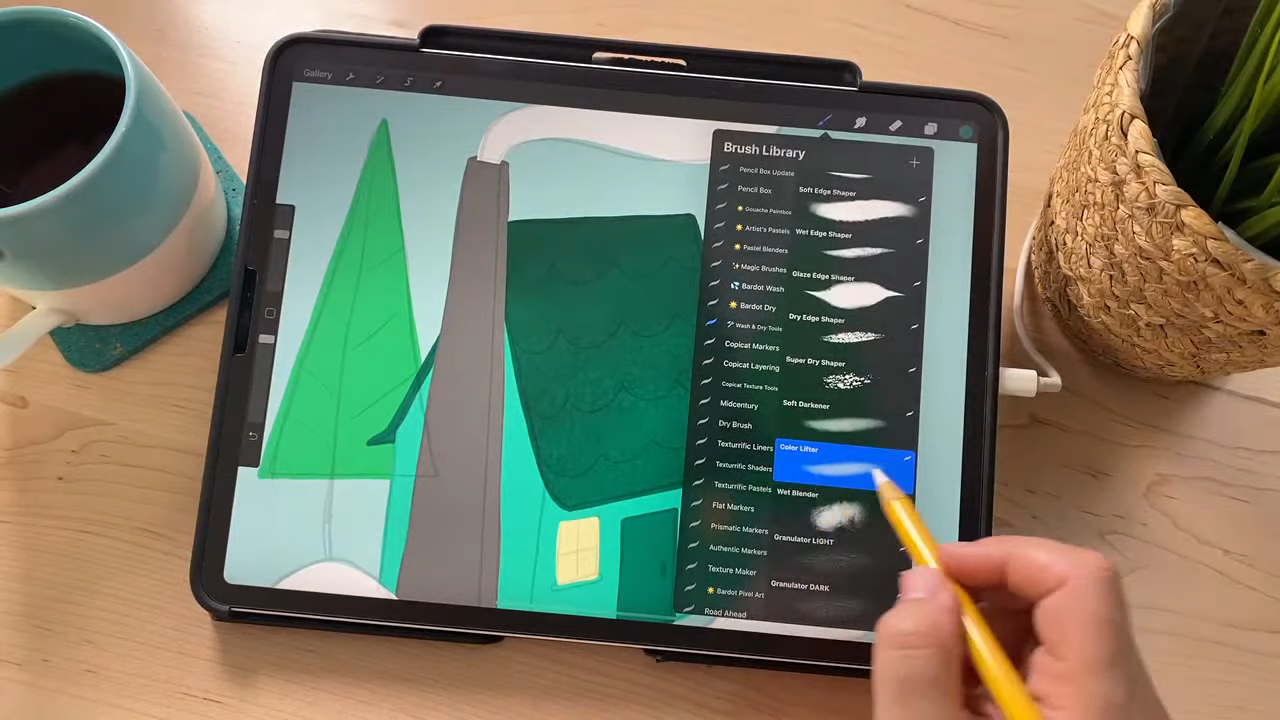 Gallery
Brush Library
Pencil Box Update
Pencil Box
Gouache Paintbox
Artist's Pastels
Pastel Blenders
Magic Brushes
Bardot Wash
Bardot Dry
Wash & Dry Tools
Copicat Markers
Copicat Layering
Copicat Texture Tools
Midcentury
Dry Brush
Texturrific Liners
Texturrific Shaders
Texturrific Pastels
Flat Markers
Prismatic Markers
Authentic Markers
Texture Maker
Bardot Pixel Art
Road Ahead
Soft Edge Shaper
Wet Edge Shaper
Glaze Edge Shaper
Dry Edge Shaper
Super Dry Shaper
Soft Darkener
Color Lifter
Wet Blender
Granulator LIGHT
Granulator DARK